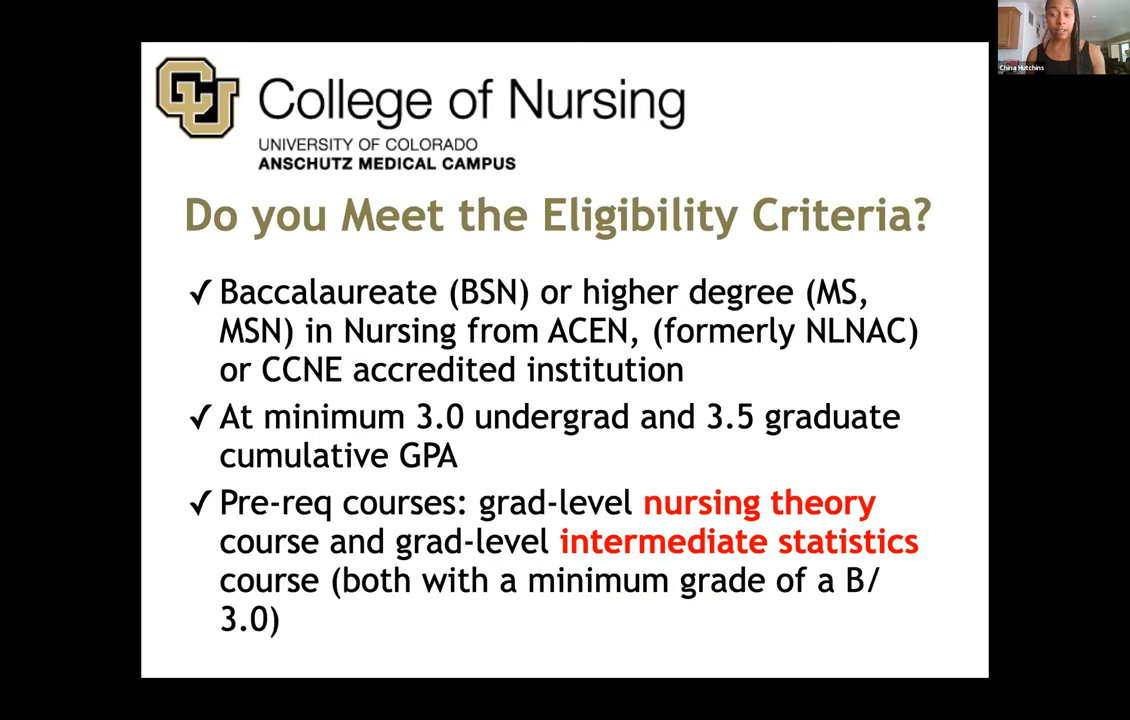 China Hutchins
CU
College of Nursing
UNIVERSITY OF COLORADO
ANSCHUTZ MEDICAL CAMPUS
Do you Meet the Eligibility Criteria?
✓ Baccalaureate (BSN) or higher degree (MS,
MSN) in Nursing from ACEN, (formerly NLNAC)
or CCNE accredited institution
✓ At minimum 3.0 undergrad and 3.5 graduate
cumulative GPA
✓ Pre-req courses: grad-level nursing theory
course and grad-level intermediate statistics
course (both with a minimum grade of a B/
3.0)